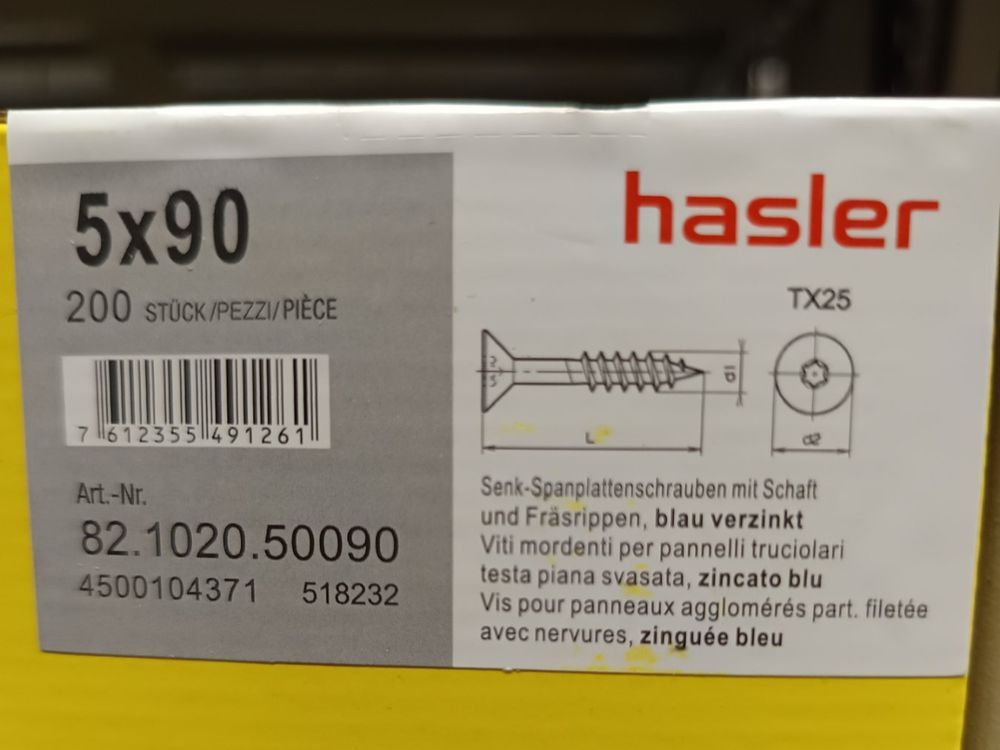 5x90
200 STÜCK/PEZZI/PIÈCE
7 612355 491261
Art.-Nr.
82.1020.50090
4500104371 518232
hasler
TX25
L
d2
Senk-Spanplattenschrauben mit Schaft
und Fräsrippen, blau verzinkt
Viti mordenti per pannelli truciolari
testa piana svasata, zincato blu
Vis pour panneaux agglomérés part. filetée
avec nervures, zinguée bleu